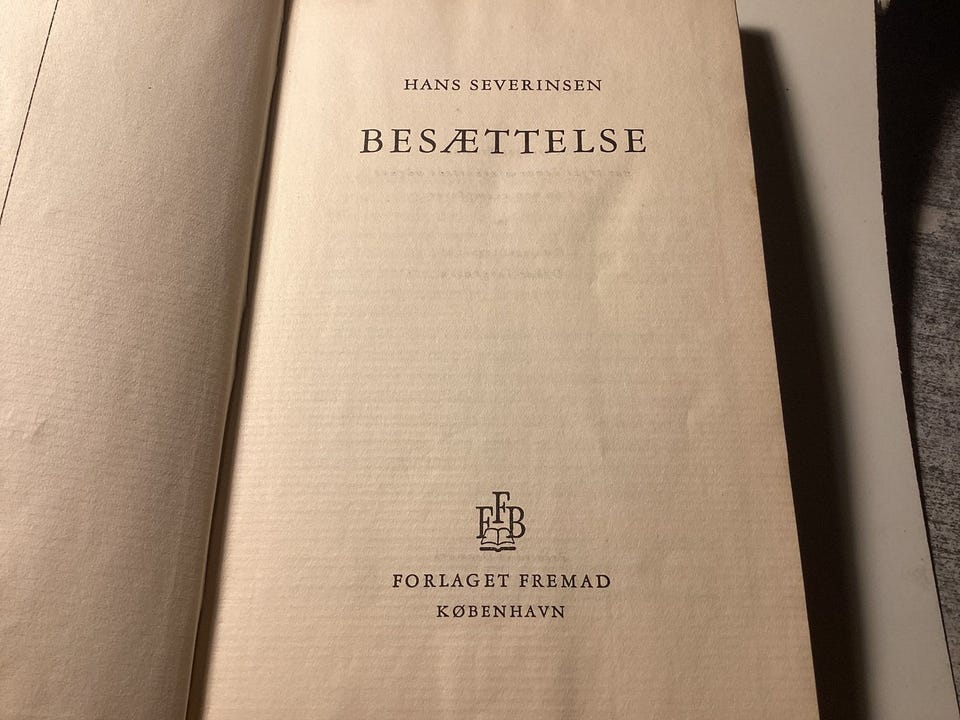 HANS SEVERINSEN
BESÆTTELSE
FFB
FORLAGET FREMAD
KØBENHAVN